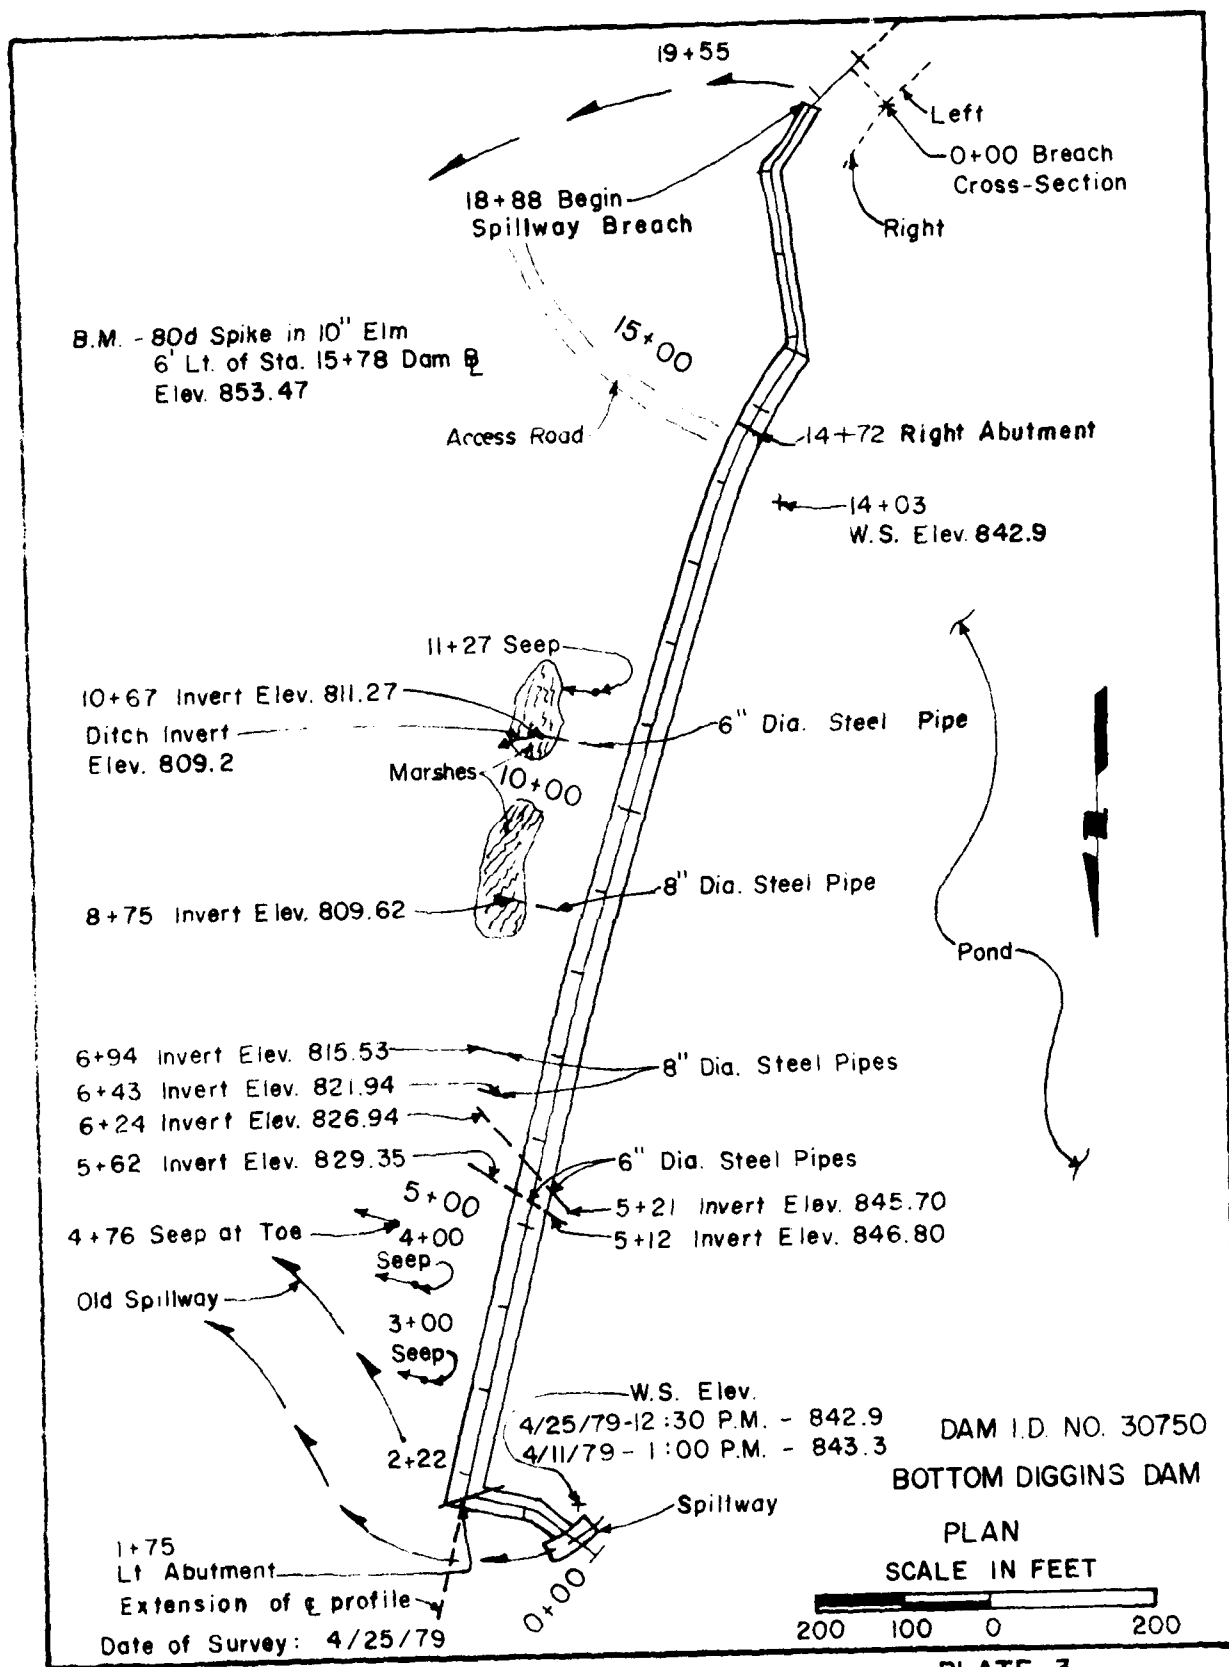 19+55
Left
0+00 Breach
Cross-Section
18+88 Begin
Spillway Breach
Right
B.M. - 80d Spike in 10" Elm
6' Lt. of Sta. 15+78 Dam ℄
Elev. 853.47
15+00
Access Road
14+72 Right Abutment
14+03
W.S. Elev. 842.9
11+27 Seep
10+67 Invert Elev. 811.27
6" Dia. Steel Pipe
Ditch Invert
Elev. 809.2
Marshes
10+00
8" Dia. Steel Pipe
8+75 Invert Elev. 809.62
Pond
6+94 Invert Elev. 815.53
8" Dia. Steel Pipes
6+43 Invert Elev. 821.94
6+24 Invert Elev. 826.94
5+62 Invert Elev. 829.35
6" Dia. Steel Pipes
5+00
5+21 Invert Elev. 845.70
4+76 Seep at Toe
4+00
Seep
5+12 Invert Elev. 846.80
Old Spillway
3+00
Seep
W.S. Elev.
4/25/79-12:30 P.M. - 842.9
4/11/79 - 1:00 P.M. - 843.3
DAM I.D. NO. 30750
2+22
BOTTOM DIGGINS DAM
Spillway
PLAN
1+75
Lt Abutment
SCALE IN FEET
Extension of ℄ profile
0+00
200 100 0 200
Date of Survey: 4/25/79
PLATE 3